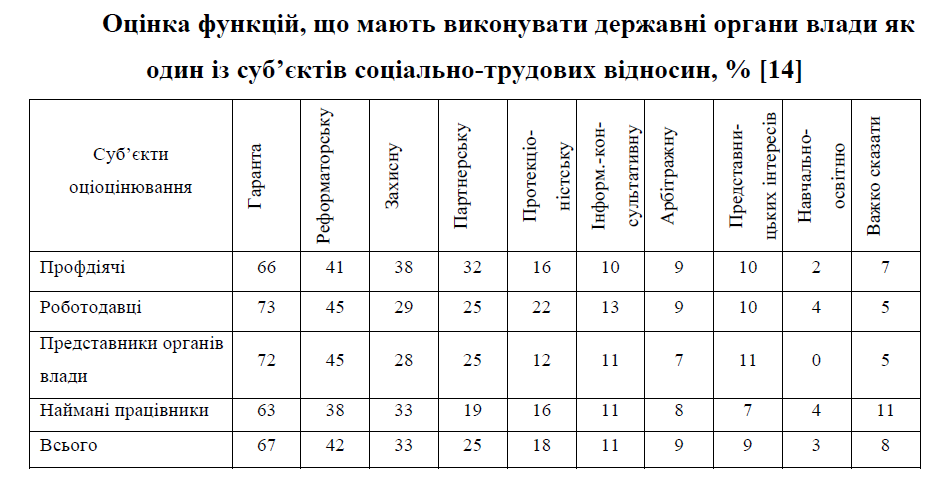 Оцінка функцій, що мають виконувати державні органи влади як
один із суб’єктів соціально-трудових відносин, % [14]
Суб’єкти
оціоцінювання
Гаранта
Реформаторську
Захисну
Партнерську
Протекціо-
ністську
Інформ.-кон-
сультативну
Арбітражну
Представни-
цьких інтересів
Навчально-
освітню
Важко сказати
Профдіячі 66 41 38 32 16 10 9 10 2 7
Роботодавці 73 45 29 25 22 13 9 10 4 5
Представники органів
влади 72 45 28 25 12 11 7 11 0 5
Наймані працівники 63 38 33 19 16 11 8 7 4 11
Всього 67 42 33 25 18 11 9 9 3 8